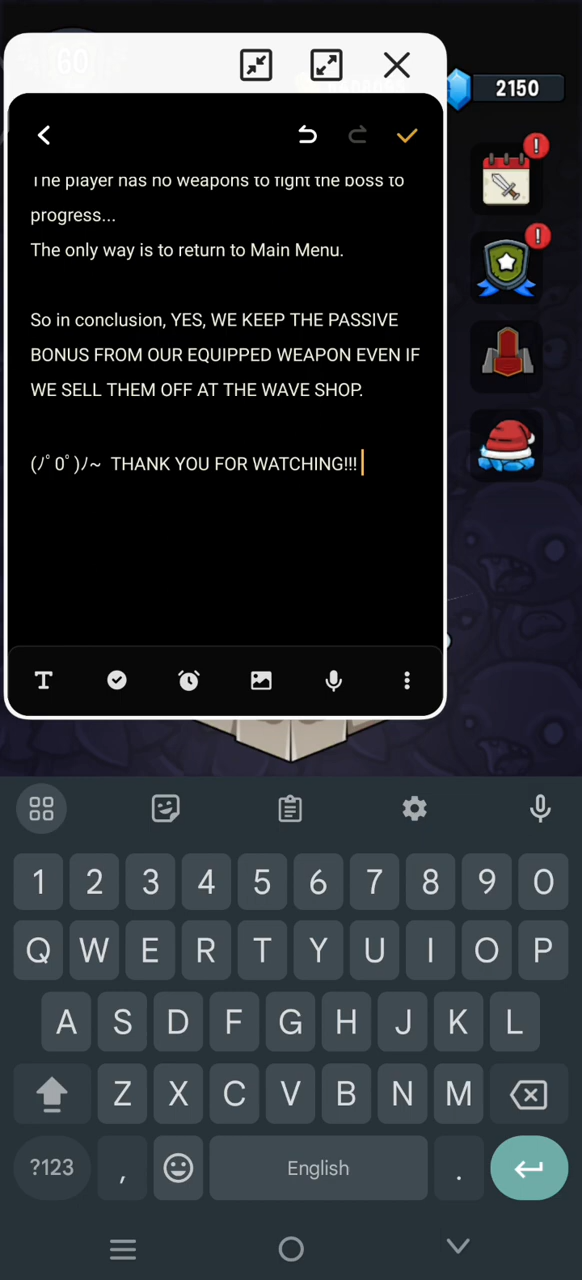 60
2150
!
!
The player has no weapons to fight the boss to
progress...
The only way is to return to Main Menu.
So in conclusion, YES, WE KEEP THE PASSIVE
BONUS FROM OUR EQUIPPED WEAPON EVEN IF
WE SELL THEM OFF AT THE WAVE SHOP.
(ﾉﾟ0ﾟ)ﾉ~ THANK YOU FOR WATCHING!!!
T
1 2 3 4 5 6 7 8 9 0
Q W E R T Y U I O P
A S D F G H J K L
Z X C V B N M
?123 , English .